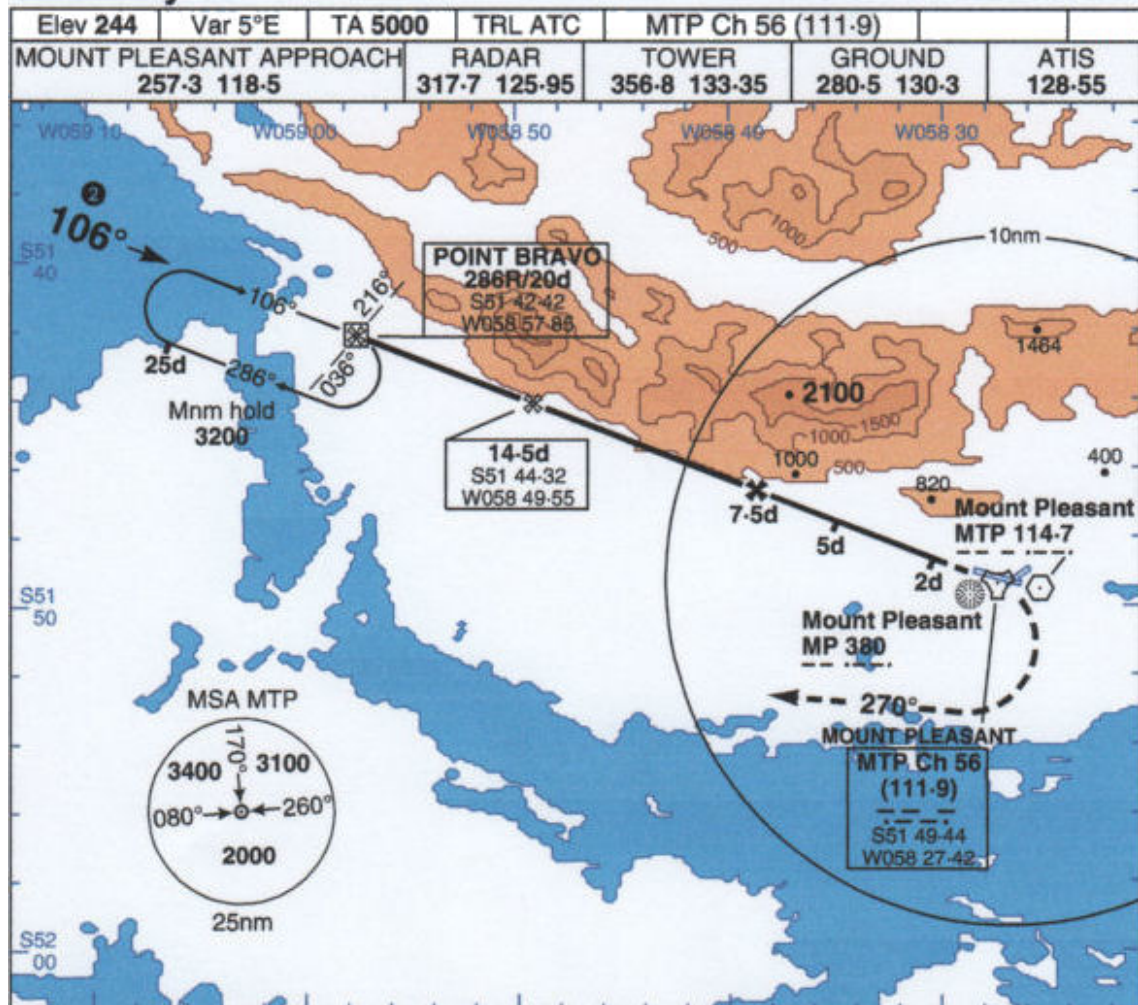 Elev 244 Var 5°E TA 5000 TRL ATC MTP Ch 56 (111·9)
MOUNT PLEASANT APPROACH RADAR TOWER GROUND ATIS
257·3 118·5 317·7 125·95 356·8 133·35 280·5 130·3 128·55
W059 10 W059 00 W058 50 W058 40 W058 30
2
106°
S51
40
500
1000
10nm
POINT BRAVO
286R/20d
S51 42·42
W058 57·86
106°
216°
036°
286°
25d
Mnm hold
3200
1464
2100
1000
1500
500
1000
820
400
14·5d
S51 44·32
W058 49·55
7·5d
5d
2d
Mount Pleasant
MTP 114·7
S51
50
Mount Pleasant
MP 380
270°
MOUNT PLEASANT
MTP Ch 56
(111·9)
S51 49·44
W058 27·42
MSA MTP
170°
3400
3100
080°
260°
2000
25nm
S52
00